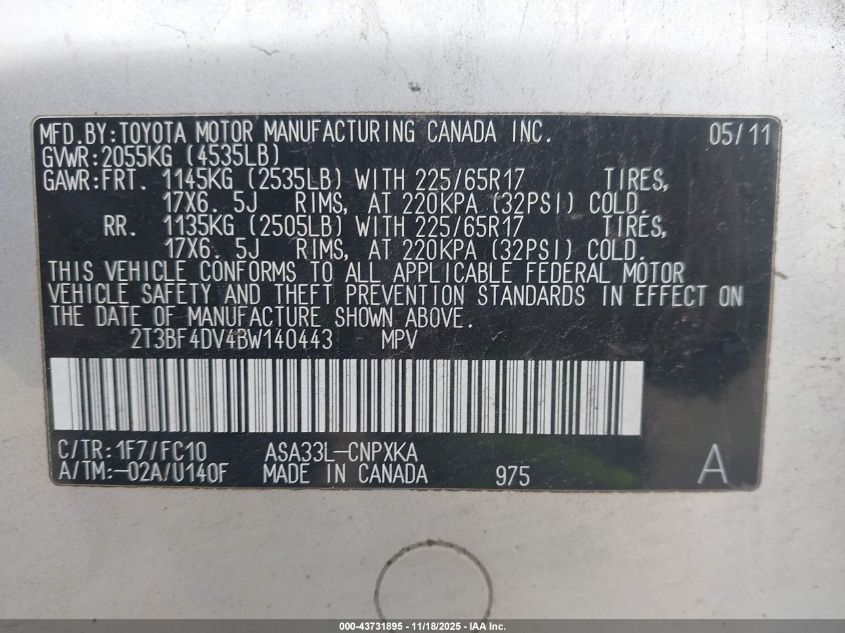 MFD.BY:TOYOTA MOTOR MANUFACTURING CANADA INC. 05/11
GVWR:2055KG (4535LB)
GAWR:FRT. 1145KG (2535LB) WITH 225/65R17 TIRES,
17X6. 5J RIMS, AT 220KPA (32PSI) COLD.
RR. 1135KG (2505LB) WITH 225/65R17 TIRES,
17X6. 5J RIMS, AT 220KPA (32PSI) COLD.
THIS VEHICLE CONFORMS TO ALL APPLICABLE FEDERAL MOTOR
VEHICLE SAFETY AND THEFT PREVENTION STANDARDS IN EFFECT ON
THE DATE OF MANUFACTURE SHOWN ABOVE.
2T3BF4DV4BW140443 MPV
C/TR:1F7/FC10 ASA33L-CNPXKA
A/TM:-02A/U140F MADE IN CANADA 975 A
000-43731895 - 11/18/2025 - IAA Inc.